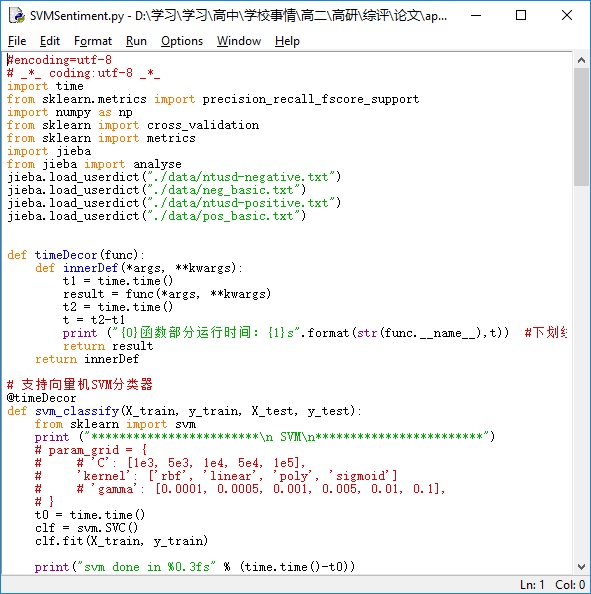 SVMSentiment.py - D:\学习\学习\高中\学校事情\高二\高研\综评\论文\ap...
File Edit Format Run Options Window Help
#encoding=utf-8
# _*_ coding:utf-8 _*_
import time
from sklearn.metrics import precision_recall_fscore_support
import numpy as np
from sklearn import cross_validation
from sklearn import metrics
import jieba
from jieba import analyse
jieba.load_userdict("./data/ntusd-negative.txt")
jieba.load_userdict("./data/neg_basic.txt")
jieba.load_userdict("./data/ntusd-positive.txt")
jieba.load_userdict("./data/pos_basic.txt")
def timeDecor(func):
    def innerDef(*args, **kwargs):
        t1 = time.time()
        result = func(*args, **kwargs)
        t2 = time.time()
        t = t2-t1
        print ("{0}函数部分运行时间: {1}s".format(str(func.__name__),t))  #下划线
        return result
    return innerDef
# 支持向量机SVM分类器
@timeDecor
def svm_classify(X_train, y_train, X_test, y_test):
    from sklearn import svm
    print ("************************\n SVM\n************************")
    # param_grid = {
    #     # 'C': [1e3, 5e3, 1e4, 5e4, 1e5],
    #     'kernel': ['rbf', 'linear', 'poly', 'sigmoid']
    #     # 'gamma': [0.0001, 0.0005, 0.001, 0.005, 0.01, 0.1],
    # }
    t0 = time.time()
    clf = svm.SVC()
    clf.fit(X_train, y_train)
    print("svm done in %0.3fs" % (time.time()-t0))
Ln: 1 Col: 0